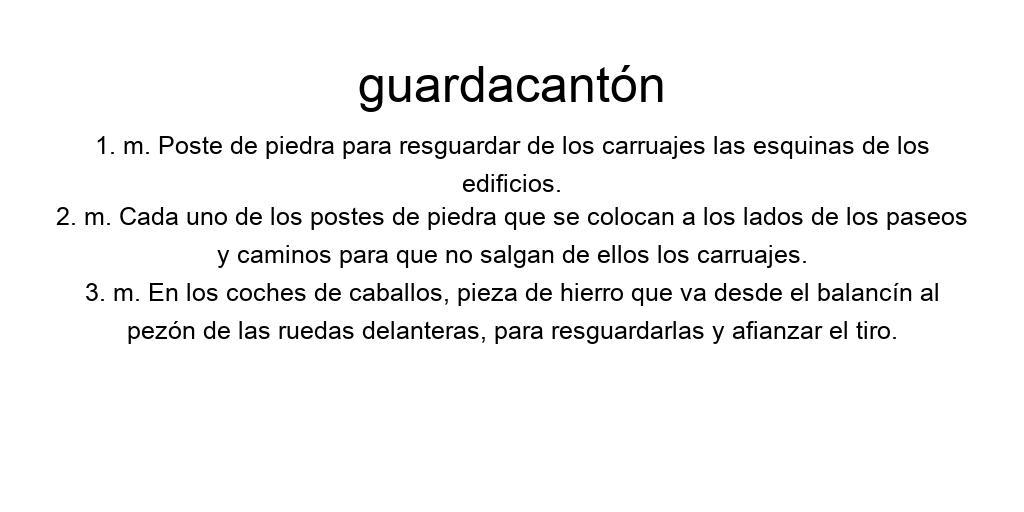 guardacantón
1. m. Poste de piedra para resguardar de los carruajes las esquinas de los
edificios.
2. m. Cada uno de los postes de piedra que se colocan a los lados de los paseos
y caminos para que no salgan de ellos los carruajes.
3. m. En los coches de caballos, pieza de hierro que va desde el balancín al
pezón de las ruedas delanteras, para resguardarlas y afianzar el tiro.